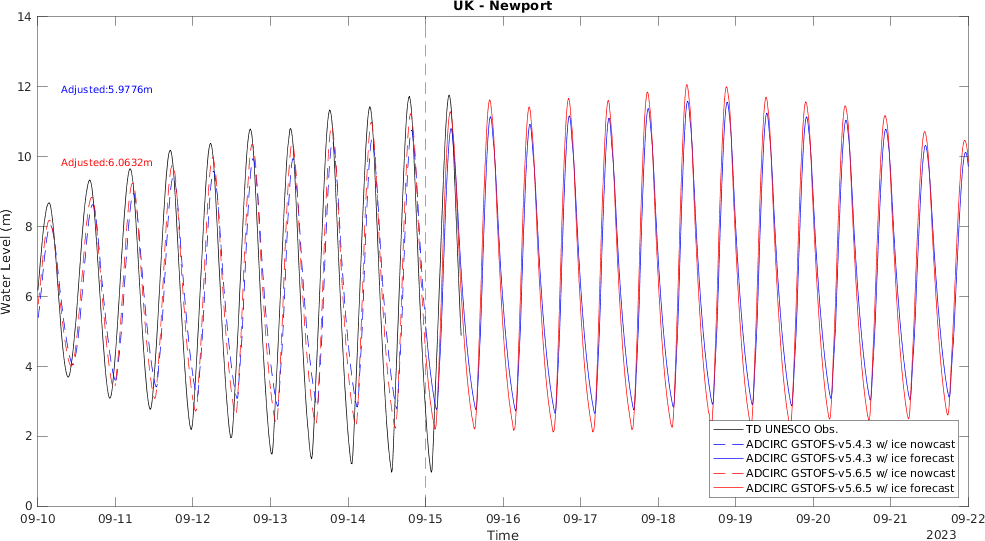 UK - Newport
14
12
10
8
6
4
2
0
Water Level (m)
Adjusted:5.9776m
Adjusted:6.0632m
TD UNESCO Obs.
ADCIRC GSTOFS-v5.4.3 w/ ice nowcast
ADCIRC GSTOFS-v5.4.3 w/ ice forecast
ADCIRC GSTOFS-v5.6.5 w/ ice nowcast
ADCIRC GSTOFS-v5.6.5 w/ ice forecast
09-10 09-11 09-12 09-13 09-14 09-15 09-16 09-17 09-18 09-19 09-20 09-21 09-22
Time
2023